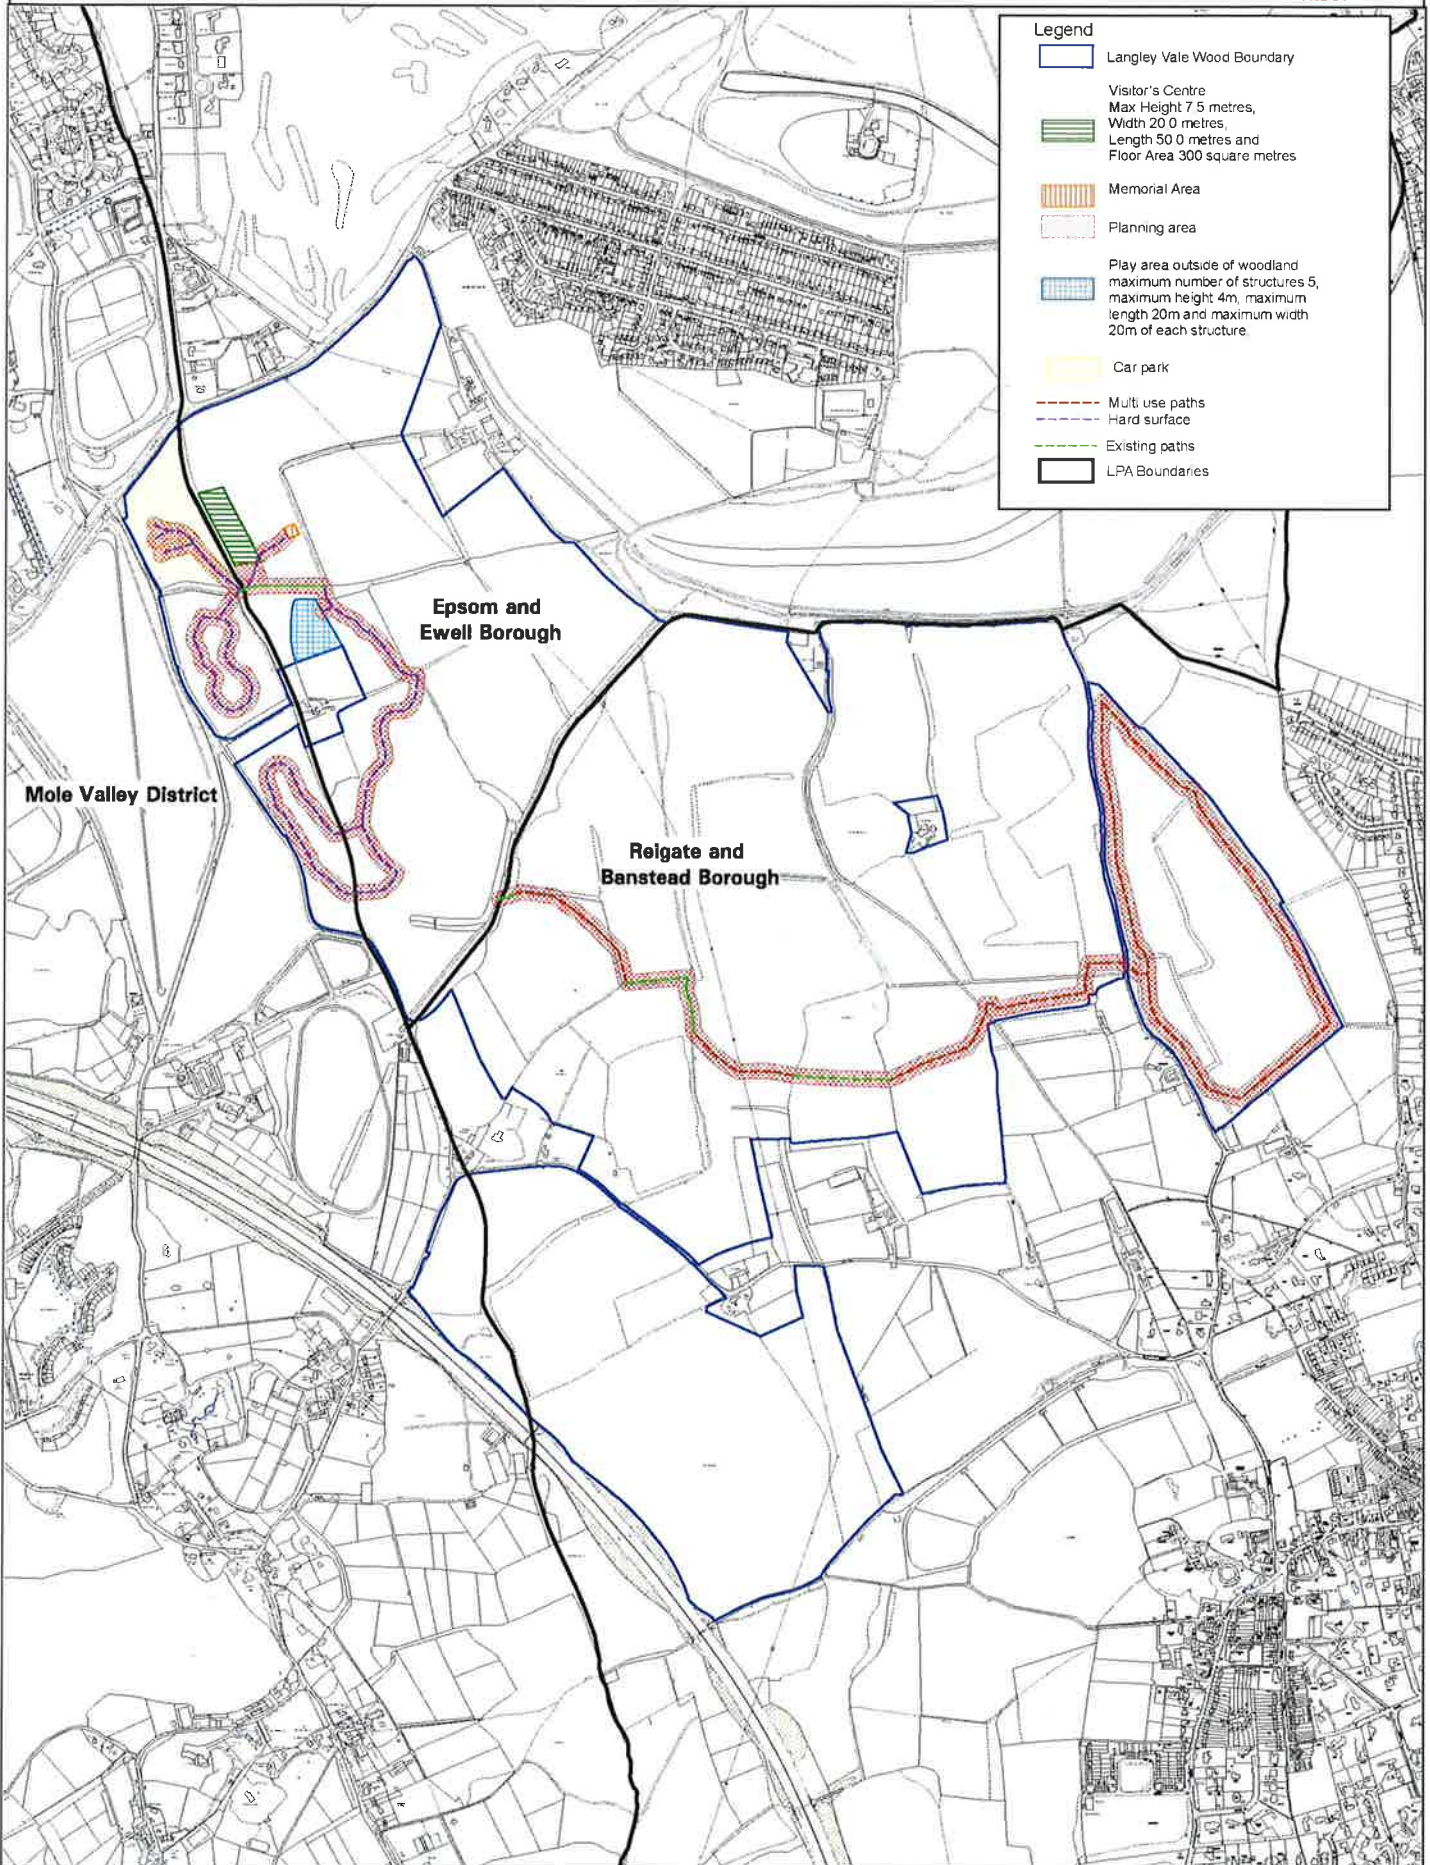 Legend
Langley Vale Wood Boundary
Visitor's Centre
Max Height 7 5 metres,
Width 20 0 metres,
Length 50 0 metres and
Floor Area 300 square metres
Memorial Area
Planning area
Play area outside of woodland
maximum number of structures 5,
maximum height 4m, maximum
length 20m and maximum width
20m of each structure.
Car park
Multi use paths
Hard surface
Existing paths
LPA Boundaries
Epsom and
Ewell Borough
Mole Valley District
Reigate and
Banstead Borough